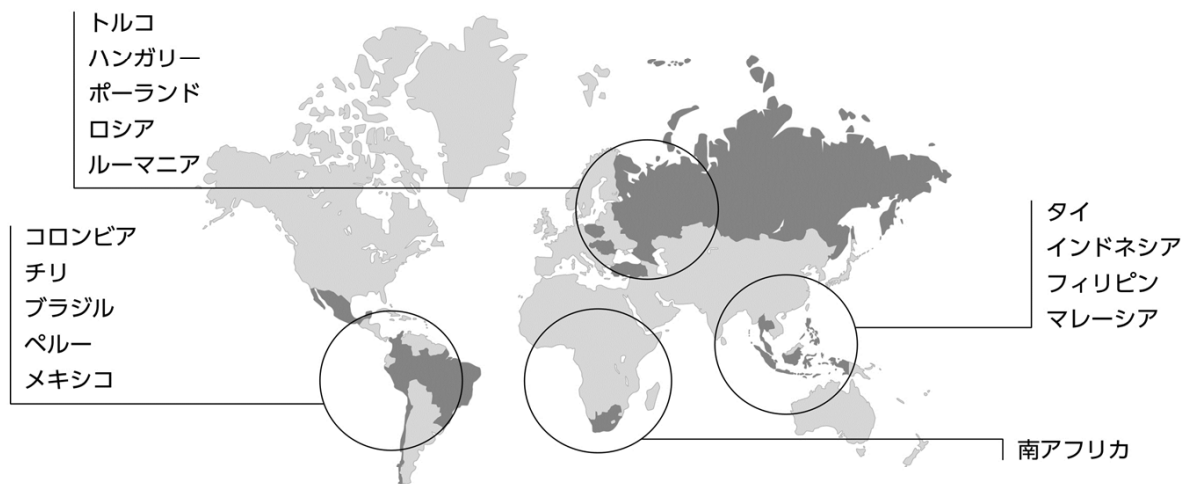 トルコ
ハンガリー
ポーランド
ロシア
ルーマニア
コロンビア
チリ
ブラジル
ペルー
メキシコ
タイ
インドネシア
フィリピン
マレーシア
南アフリカ